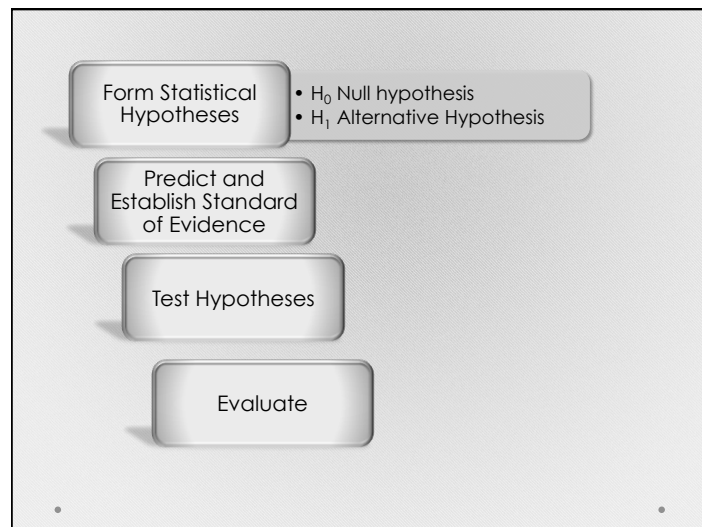 Form Statistical
Hypotheses
• H₀ Null hypothesis
• H₁ Alternative Hypothesis
Predict and
Establish Standard
of Evidence
Test Hypotheses
Evaluate